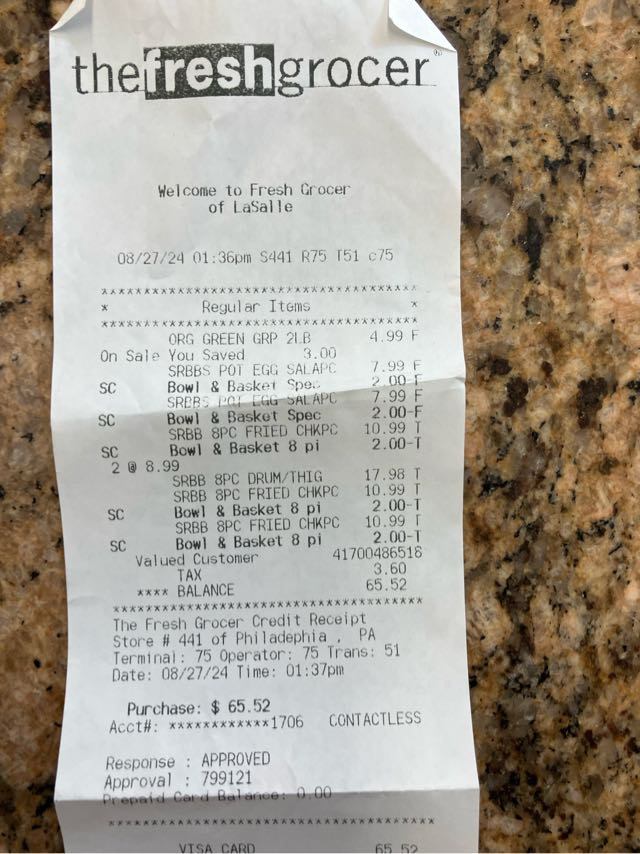 thefreshgrocer®
Welcome to Fresh Grocer
of LaSalle
08/27/24 01:36pm S441 R75 T51 c75
****************************************
* Regular Items *
****************************************
ORG GREEN GRP 2LB 4.99 F
On Sale You Saved 3.00
SRBBS POT EGG SALAPC 7.99 F
SC Bowl & Basket Spec 2.00-F
SRBBS POT EGG SALAPC 7.99 F
SC Bowl & Basket Spec 2.00-F
SRBB 8PC FRIED CHKPC 10.99 T
SC Bowl & Basket 8 pi 2.00-T
2 @ 8.99
SRBB 8PC DRUM/THIG 17.98 T
SRBB 8PC FRIED CHKPC 10.99 T
SC Bowl & Basket 8 pi 2.00-T
SRBB 8PC FRIED CHKPC 10.99 T
SC Bowl & Basket 8 pi 2.00-T
Valued Customer 41700486516
TAX 3.60
**** BALANCE 65.52
****************************************
The Fresh Grocer Credit Receipt
Store # 441 of Philadephia , PA
Terminal: 75 Operator: 75 Trans: 51
Date: 08/27/24 Time: 01:37pm
Purchase: $ 65.52
Acct#: ************1706 CONTACTLESS
Response : APPROVED
Approval : 799121
Prepaid Card Balance: 0.00
****************************************
VISA CARD 65.52